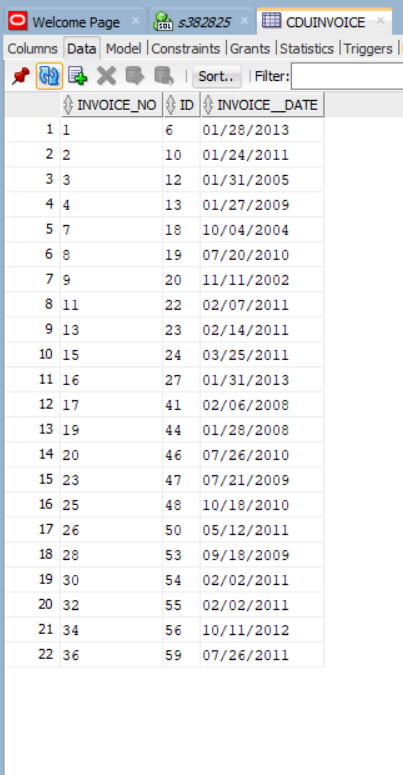 Welcome Page s382825 CDUINVOICE
Columns Data Model Constraints Grants Statistics Triggers
Sort.. Filter:
INVOICE_NO ID INVOICE__DATE
1 1 6 01/28/2013
2 2 10 01/24/2011
3 3 12 01/31/2005
4 4 13 01/27/2009
5 7 18 10/04/2004
6 8 19 07/20/2010
7 9 20 11/11/2002
8 11 22 02/07/2011
9 13 23 02/14/2011
10 15 24 03/25/2011
11 16 27 01/31/2013
12 17 41 02/06/2008
13 19 44 01/28/2008
14 20 46 07/26/2010
15 23 47 07/21/2009
16 25 48 10/18/2010
17 26 50 05/12/2011
18 28 53 09/18/2009
19 30 54 02/02/2011
20 32 55 02/02/2011
21 34 56 10/11/2012
22 36 59 07/26/2011